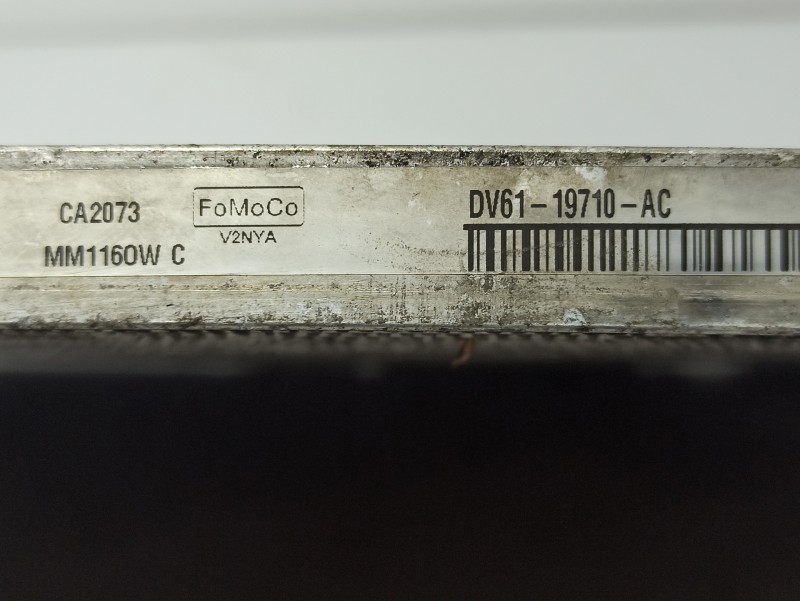 CA2073
MM1160W C
FoMoCo
V2NYA
DV61-19710-AC